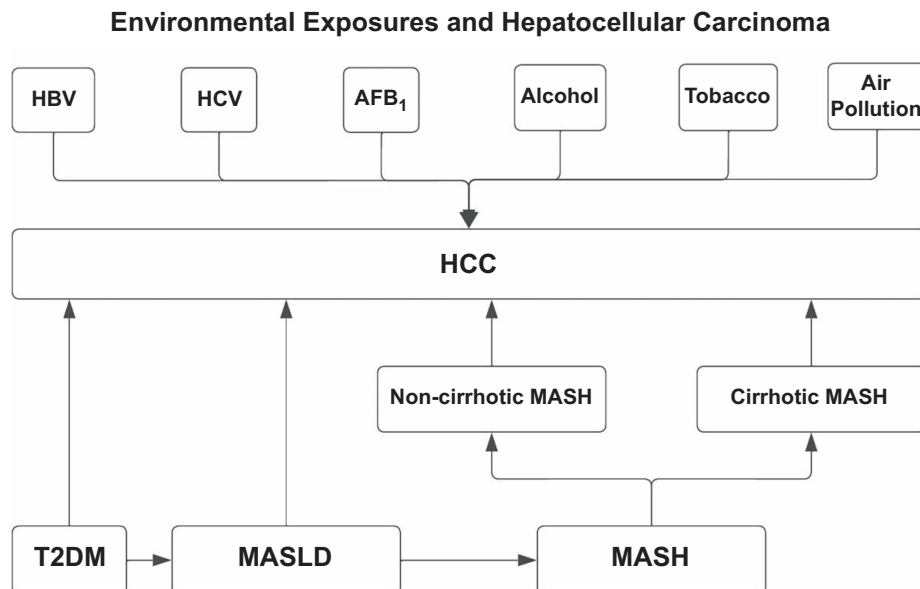 Environmental Exposures and Hepatocellular Carcinoma
HBV
HCV
AFB₁
Alcohol
Tobacco
Air
Pollution
HCC
Non-cirrhotic MASH
Cirrhotic MASH
T2DM
MASLD
MASH